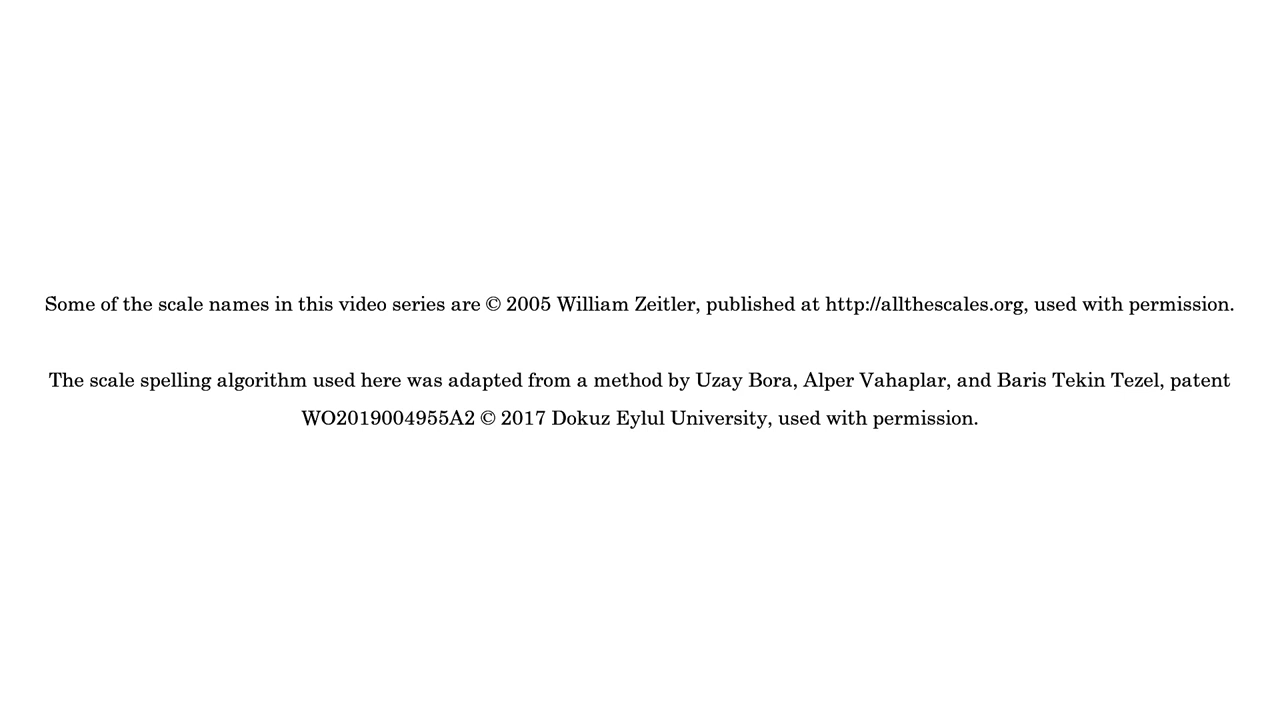 Some of the scale names in this video series are © 2005 William Zeitler, published at http://allthescales.org, used with permission.
The scale spelling algorithm used here was adapted from a method by Uzay Bora, Alper Vahaplar, and Baris Tekin Tezel, patent
WO2019004955A2 © 2017 Dokuz Eylul University, used with permission.